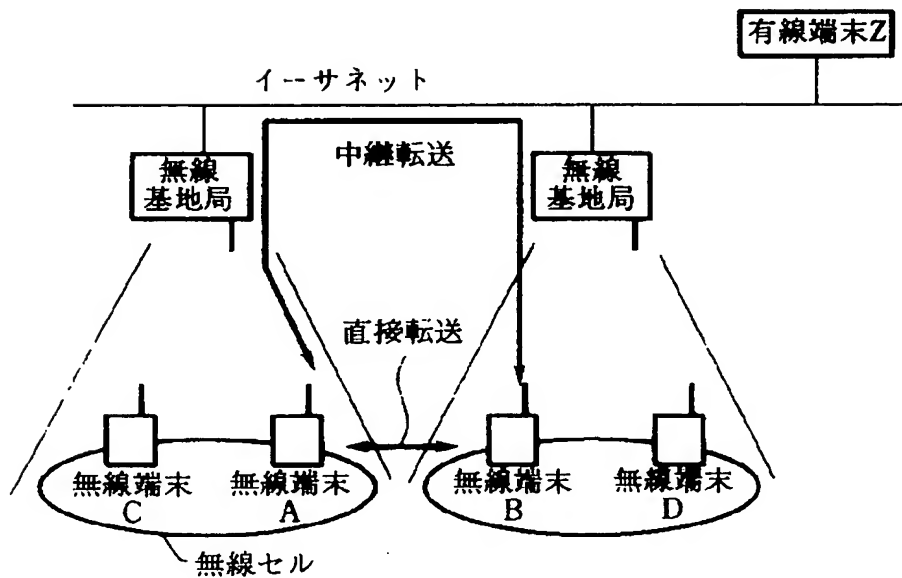 有線端末Z
イーサネット
中継転送
無線
基地局
無線
基地局
直接転送
無線端末
C
無線端末
A
無線端末
B
無線端末
D
無線セル